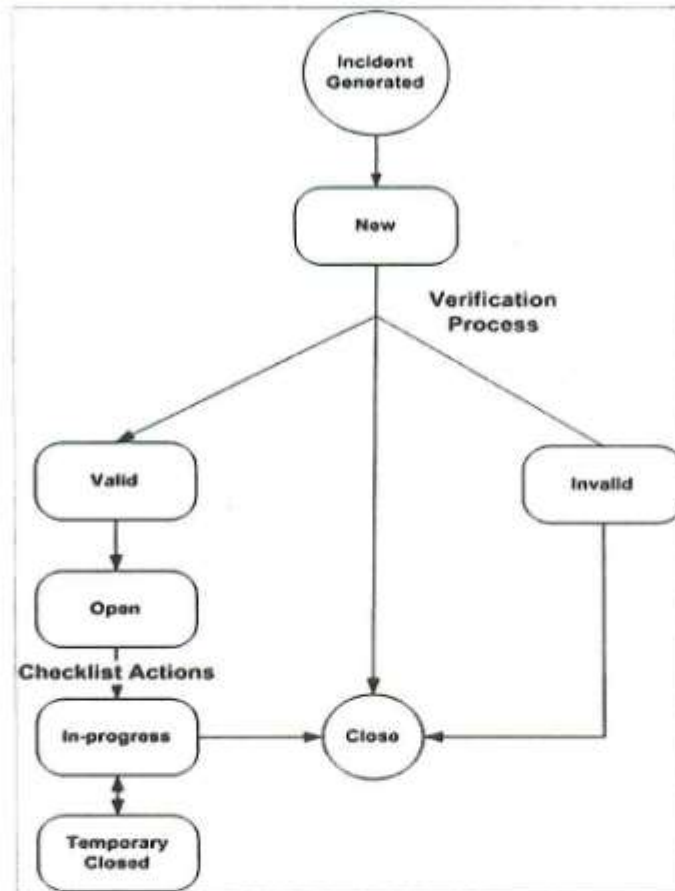 Incident
Generated
New
Verification
Process
Valid
Invalid
Open
Checklist Actions
In-progress
Close
Temporary
Closed